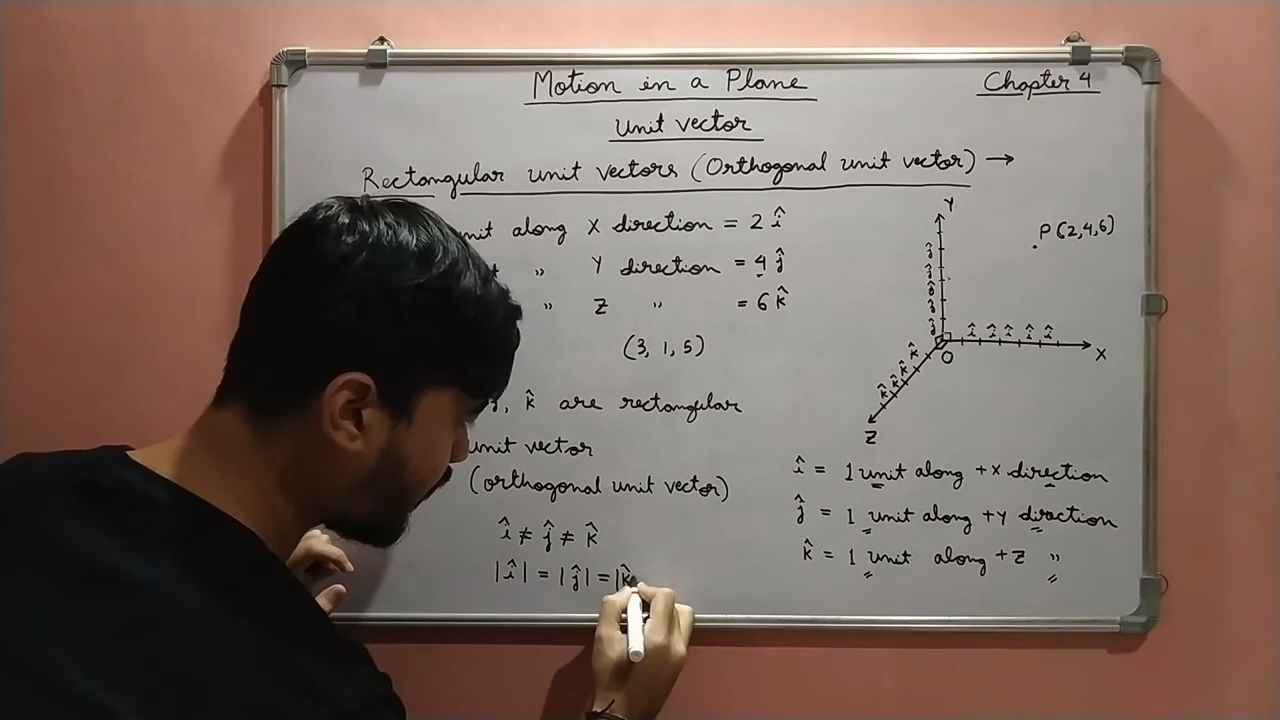 Motion in a Plane
Chapter 4
Unit vector
Rectangular unit vectors (Orthogonal unit vector) →
along X direction = 2 î
" Y direction = 4 ĵ
" Z " = 6 k̂
(3, 1, 5)
k̂ are rectangular
unit vector
(orthogonal unit vector)
î ≠ ĵ ≠ k̂
|î| = |ĵ| = |k̂
Y
P(2,4,6)
ĵ
ĵ
ĵ
ĵ
ĵ
î î î î î
X
O
k̂ k̂ k̂ k̂
Z
î = 1 unit along +X direction
ĵ = 1 unit along +Y direction
k̂ = 1 unit along +Z "